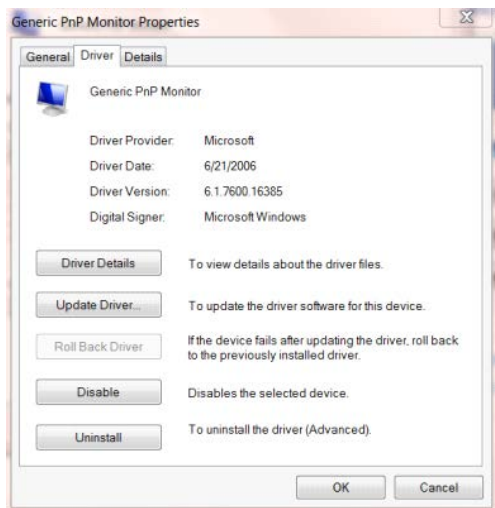 Generic PnP Monitor Properties
General Driver Details
Generic PnP Monitor
Driver Provider: Microsoft
Driver Date: 6/21/2006
Driver Version: 6.1.7600.16385
Digital Signer: Microsoft Windows
Driver Details To view details about the driver files.
Update Driver... To update the driver software for this device.
Roll Back Driver If the device fails after updating the driver, roll back
to the previously installed driver.
Disable Disables the selected device.
Uninstall To uninstall the driver (Advanced).
OK Cancel